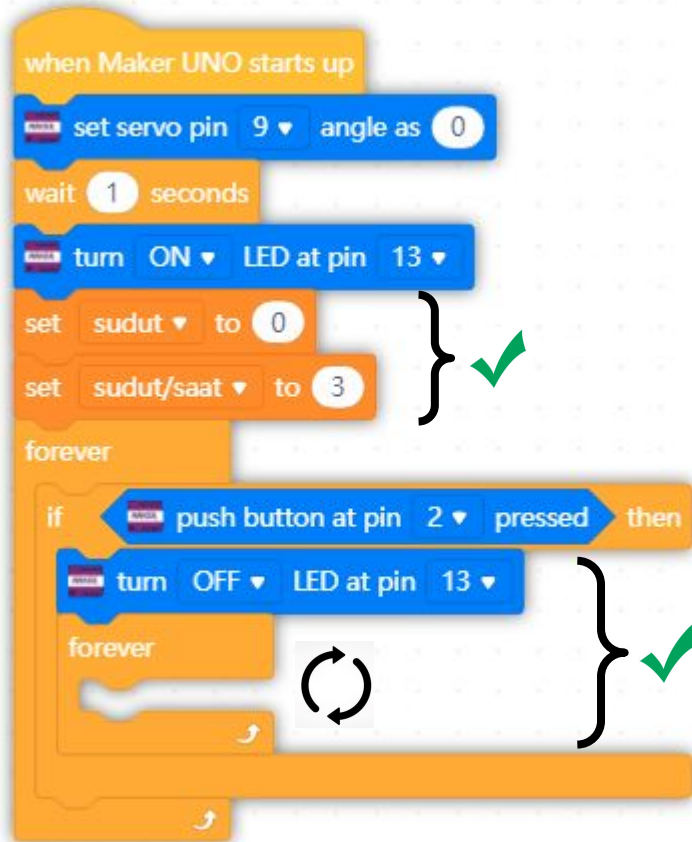 when Maker UNO starts up
set servo pin 9 angle as 0
wait 1 seconds
turn ON LED at pin 13
set sudut to 0
set sudut/saat to 3
forever
if push button at pin 2 pressed then
turn OFF LED at pin 13
forever